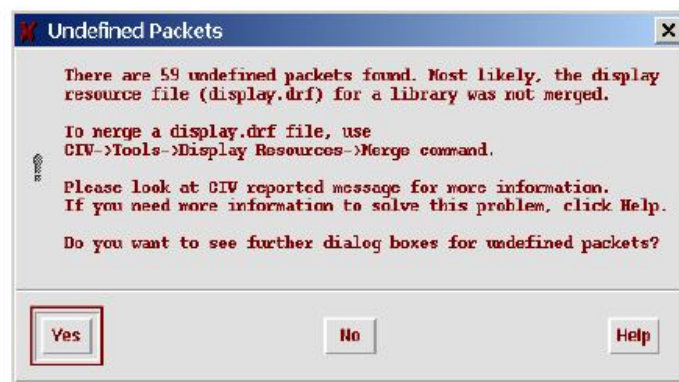 Undefined Packets
There are 59 undefined packets found. Most likely, the display
resource file (display.drf) for a library was not merged.
To merge a display.drf file, use
CIW->Tools->Display Resources->Merge command.
Please look at CIW reported message for more information.
If you need more information to solve this problem, click Help.
Do you want to see further dialog boxes for undefined packets?
Yes
No
Help